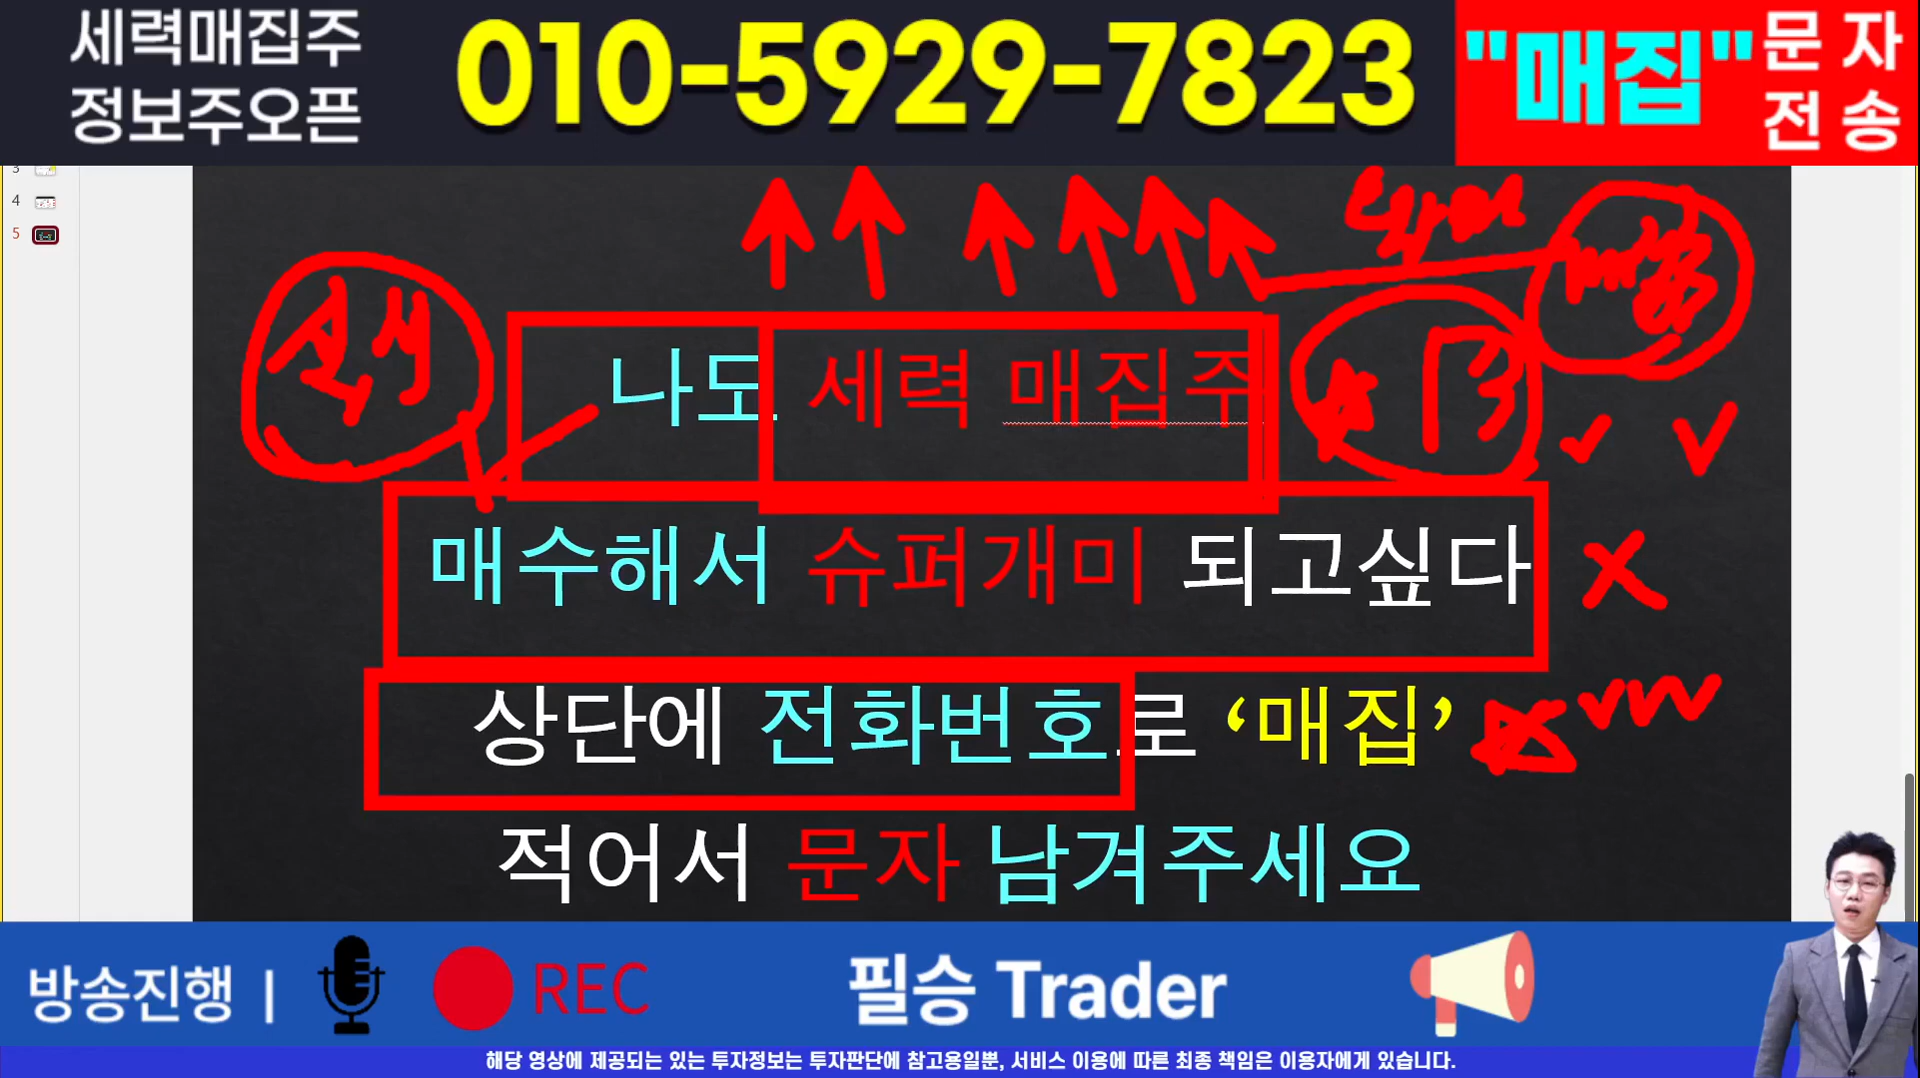 세력매집주
정보주오픈
010-5929-7823
"매집"
문자
전송
3
4
5
나도 세력 매집주
매수해서 슈퍼개미 되고싶다
상단에 전화번호로 ‘매집’
적어서 문자 남겨주세요
방송진행 |
REC
필승 Trader
해당 영상에 제공되는 있는 투자정보는 투자판단에 참고용일뿐, 서비스 이용에 따른 최종 책임은 이용자에게 있습니다.